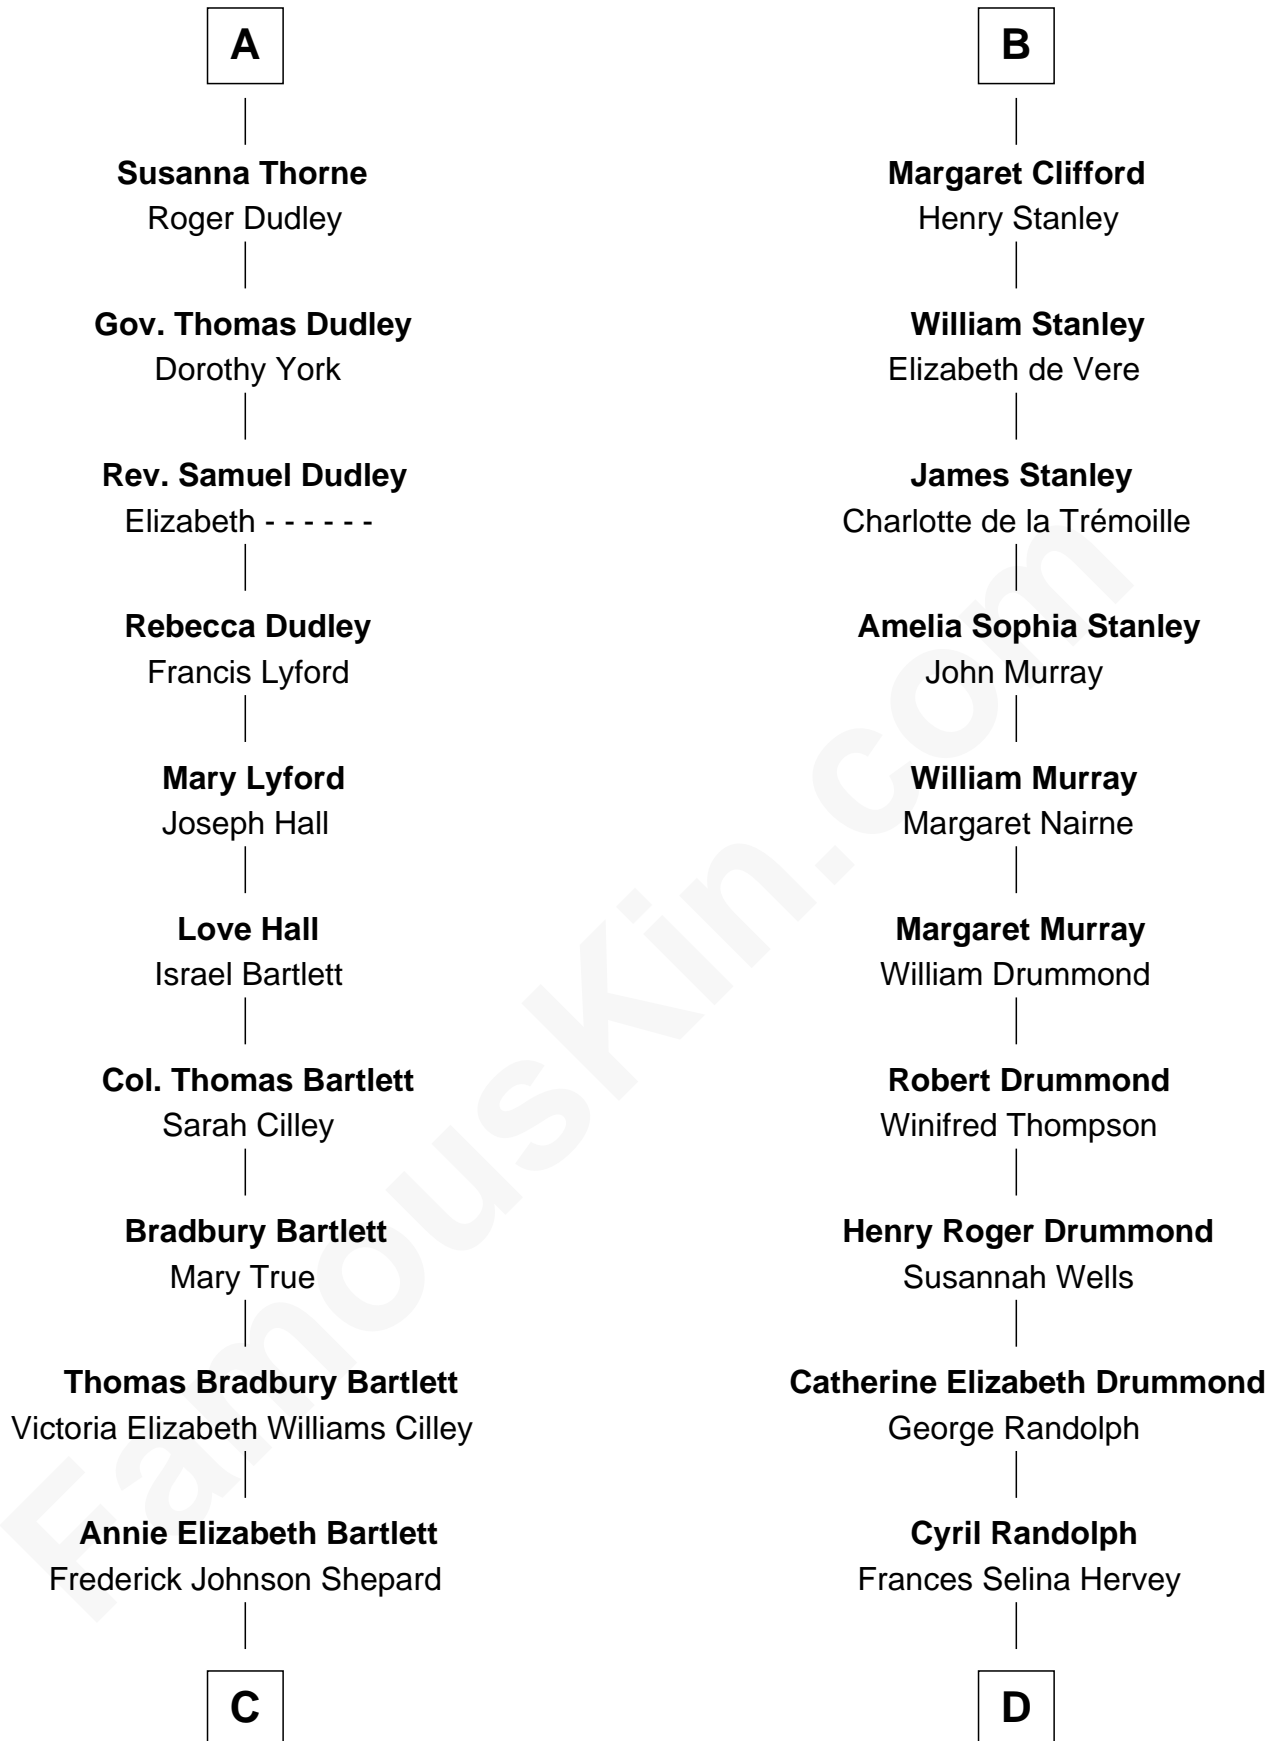 A
Susanna Thorne
Roger Dudley
Gov. Thomas Dudley
Dorothy York
Rev. Samuel Dudley
Elizabeth - - - - - -
Rebecca Dudley
Francis Lyford
Mary Lyford
Joseph Hall
Love Hall
Israel Bartlett
Col. Thomas Bartlett
Sarah Cilley
Bradbury Bartlett
Mary True
Thomas Bradbury Bartlett
Victoria Elizabeth Williams Cilley
Annie Elizabeth Bartlett
Frederick Johnson Shepard
C
B
Margaret Clifford
Henry Stanley
William Stanley
Elizabeth de Vere
James Stanley
Charlotte de la Trémoille
Amelia Sophia Stanley
John Murray
William Murray
Margaret Nairne
Margaret Murray
William Drummond
Robert Drummond
Winifred Thompson
Henry Roger Drummond
Susannah Wells
Catherine Elizabeth Drummond
George Randolph
Cyril Randolph
Frances Selina Hervey
D
FamousKin.com